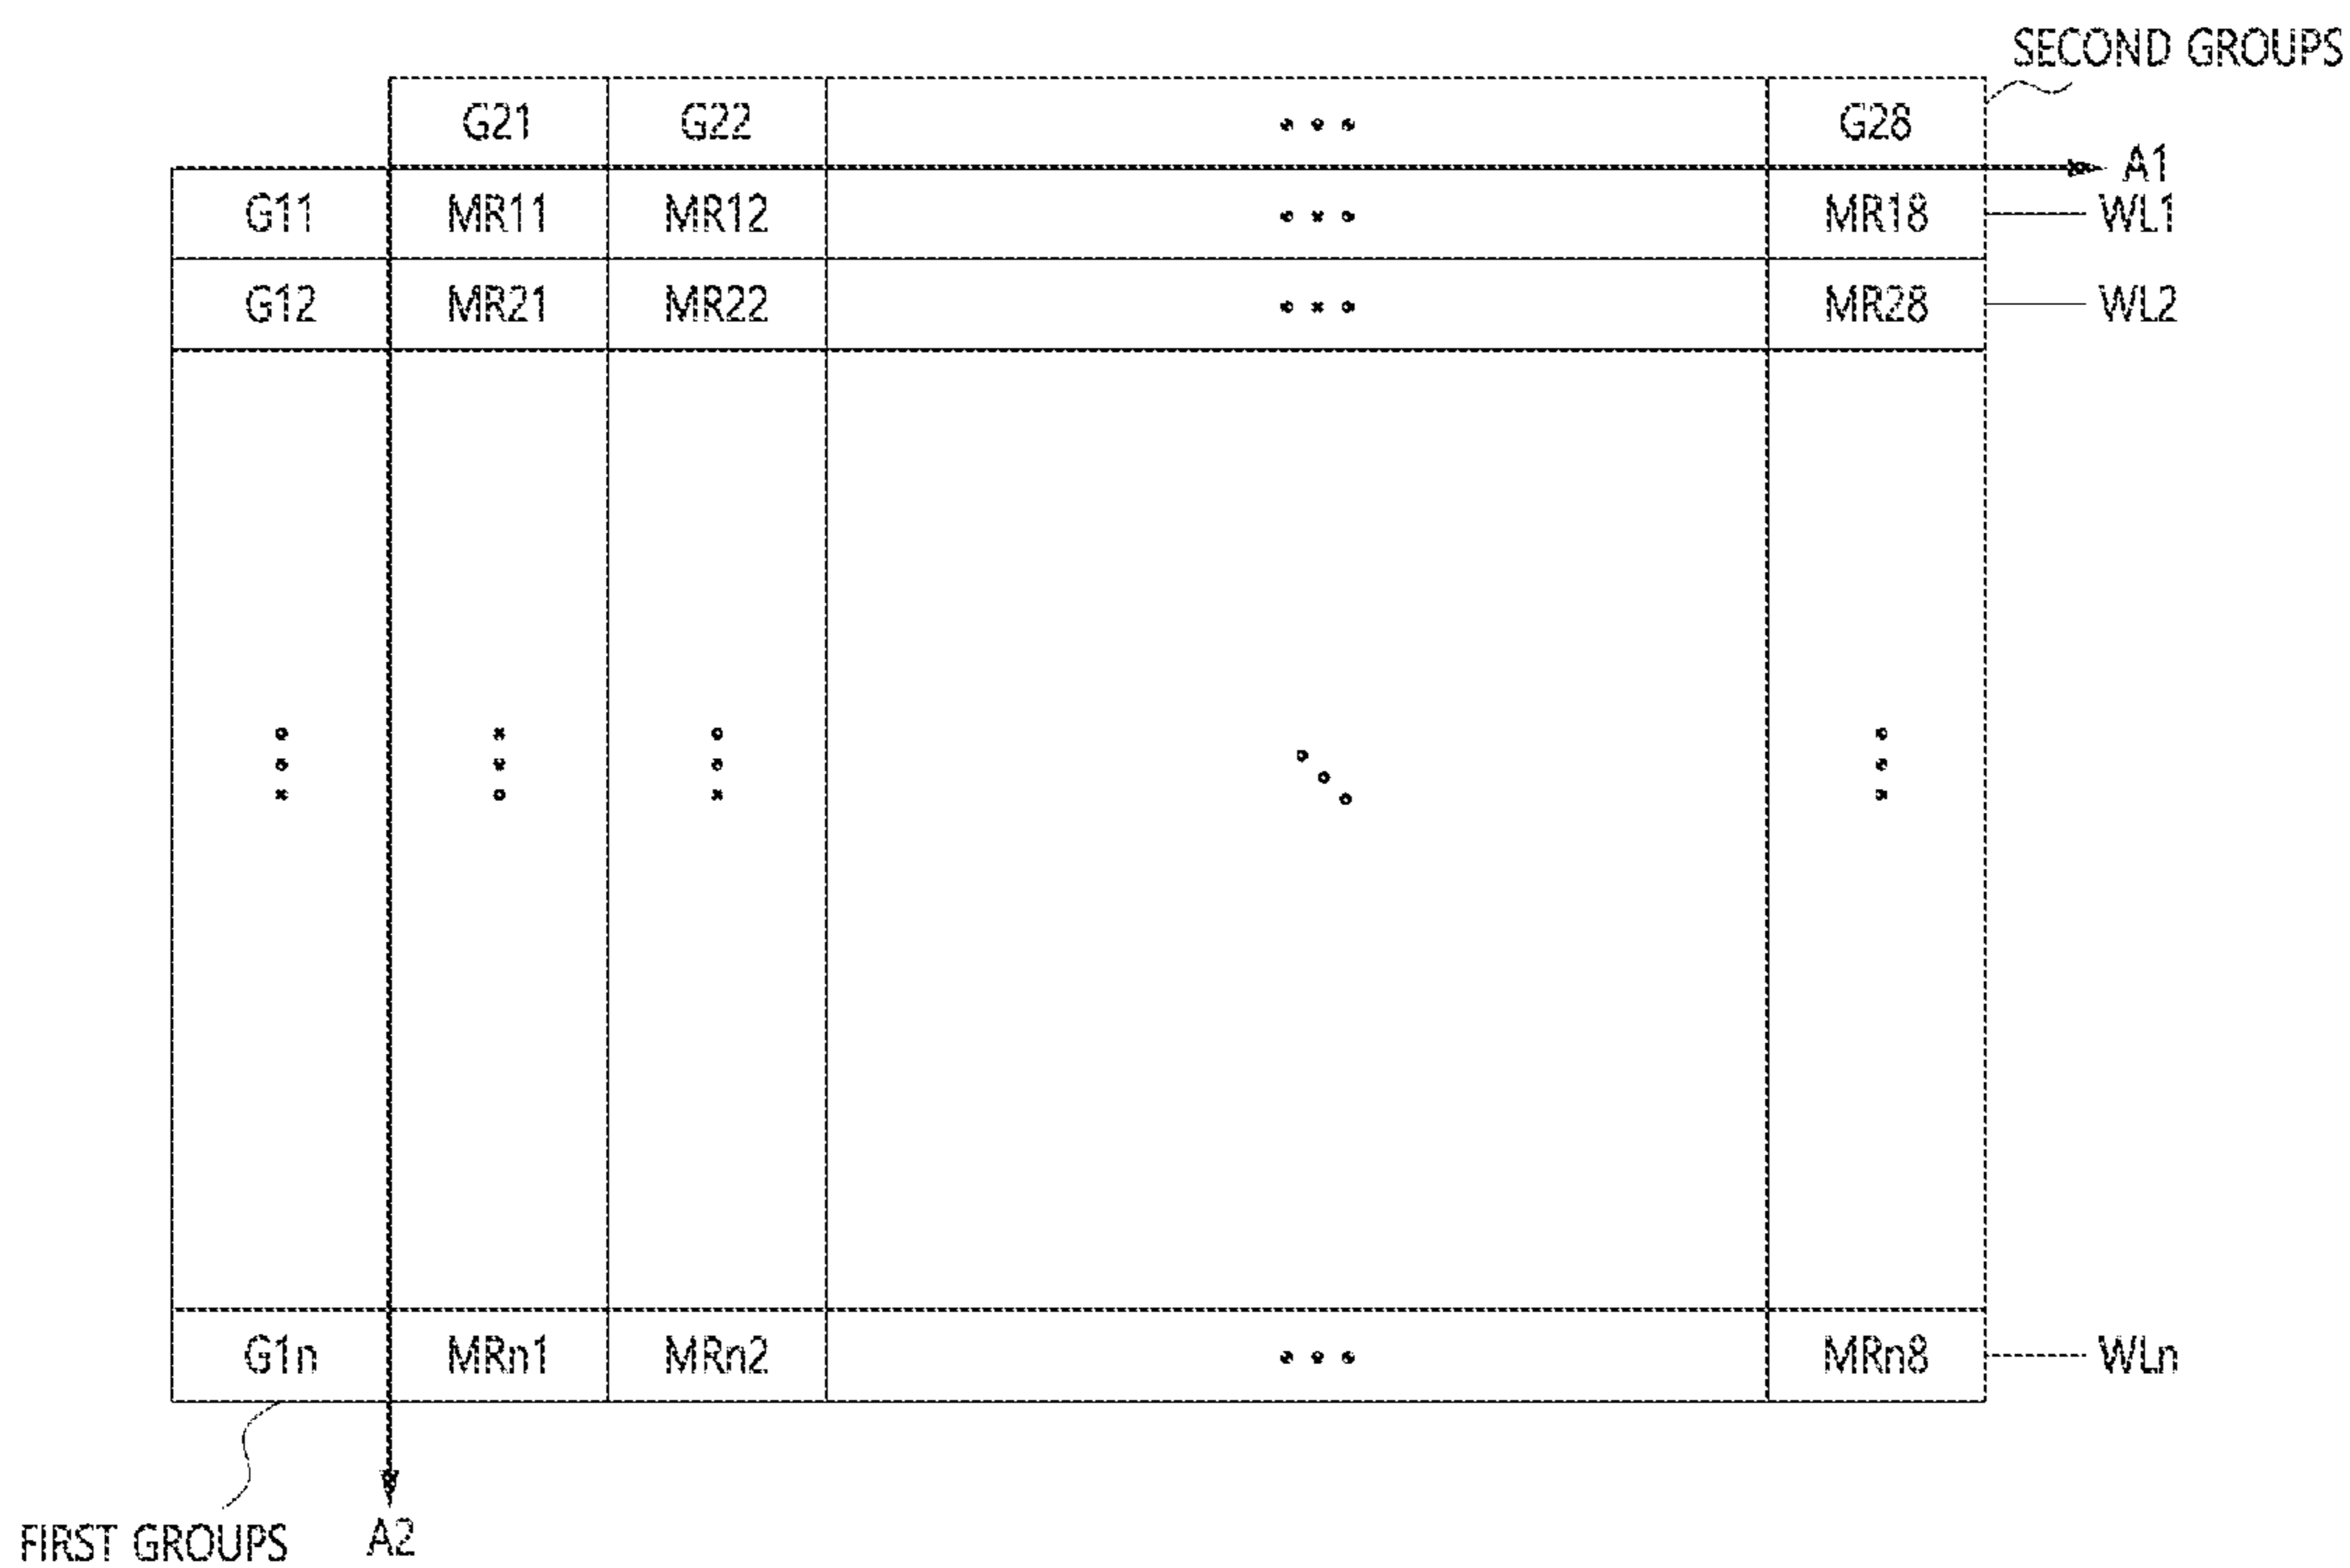 SECOND GROUPS
G21 G22 ••• G28
A1
G11 MR11 MR12 ••• MR18 WL1
G12 MR21 MR22 ••• MR28 WL2
G1n MRn1 MRn2 ••• MRn8 WLn
FIRST GROUPS A2